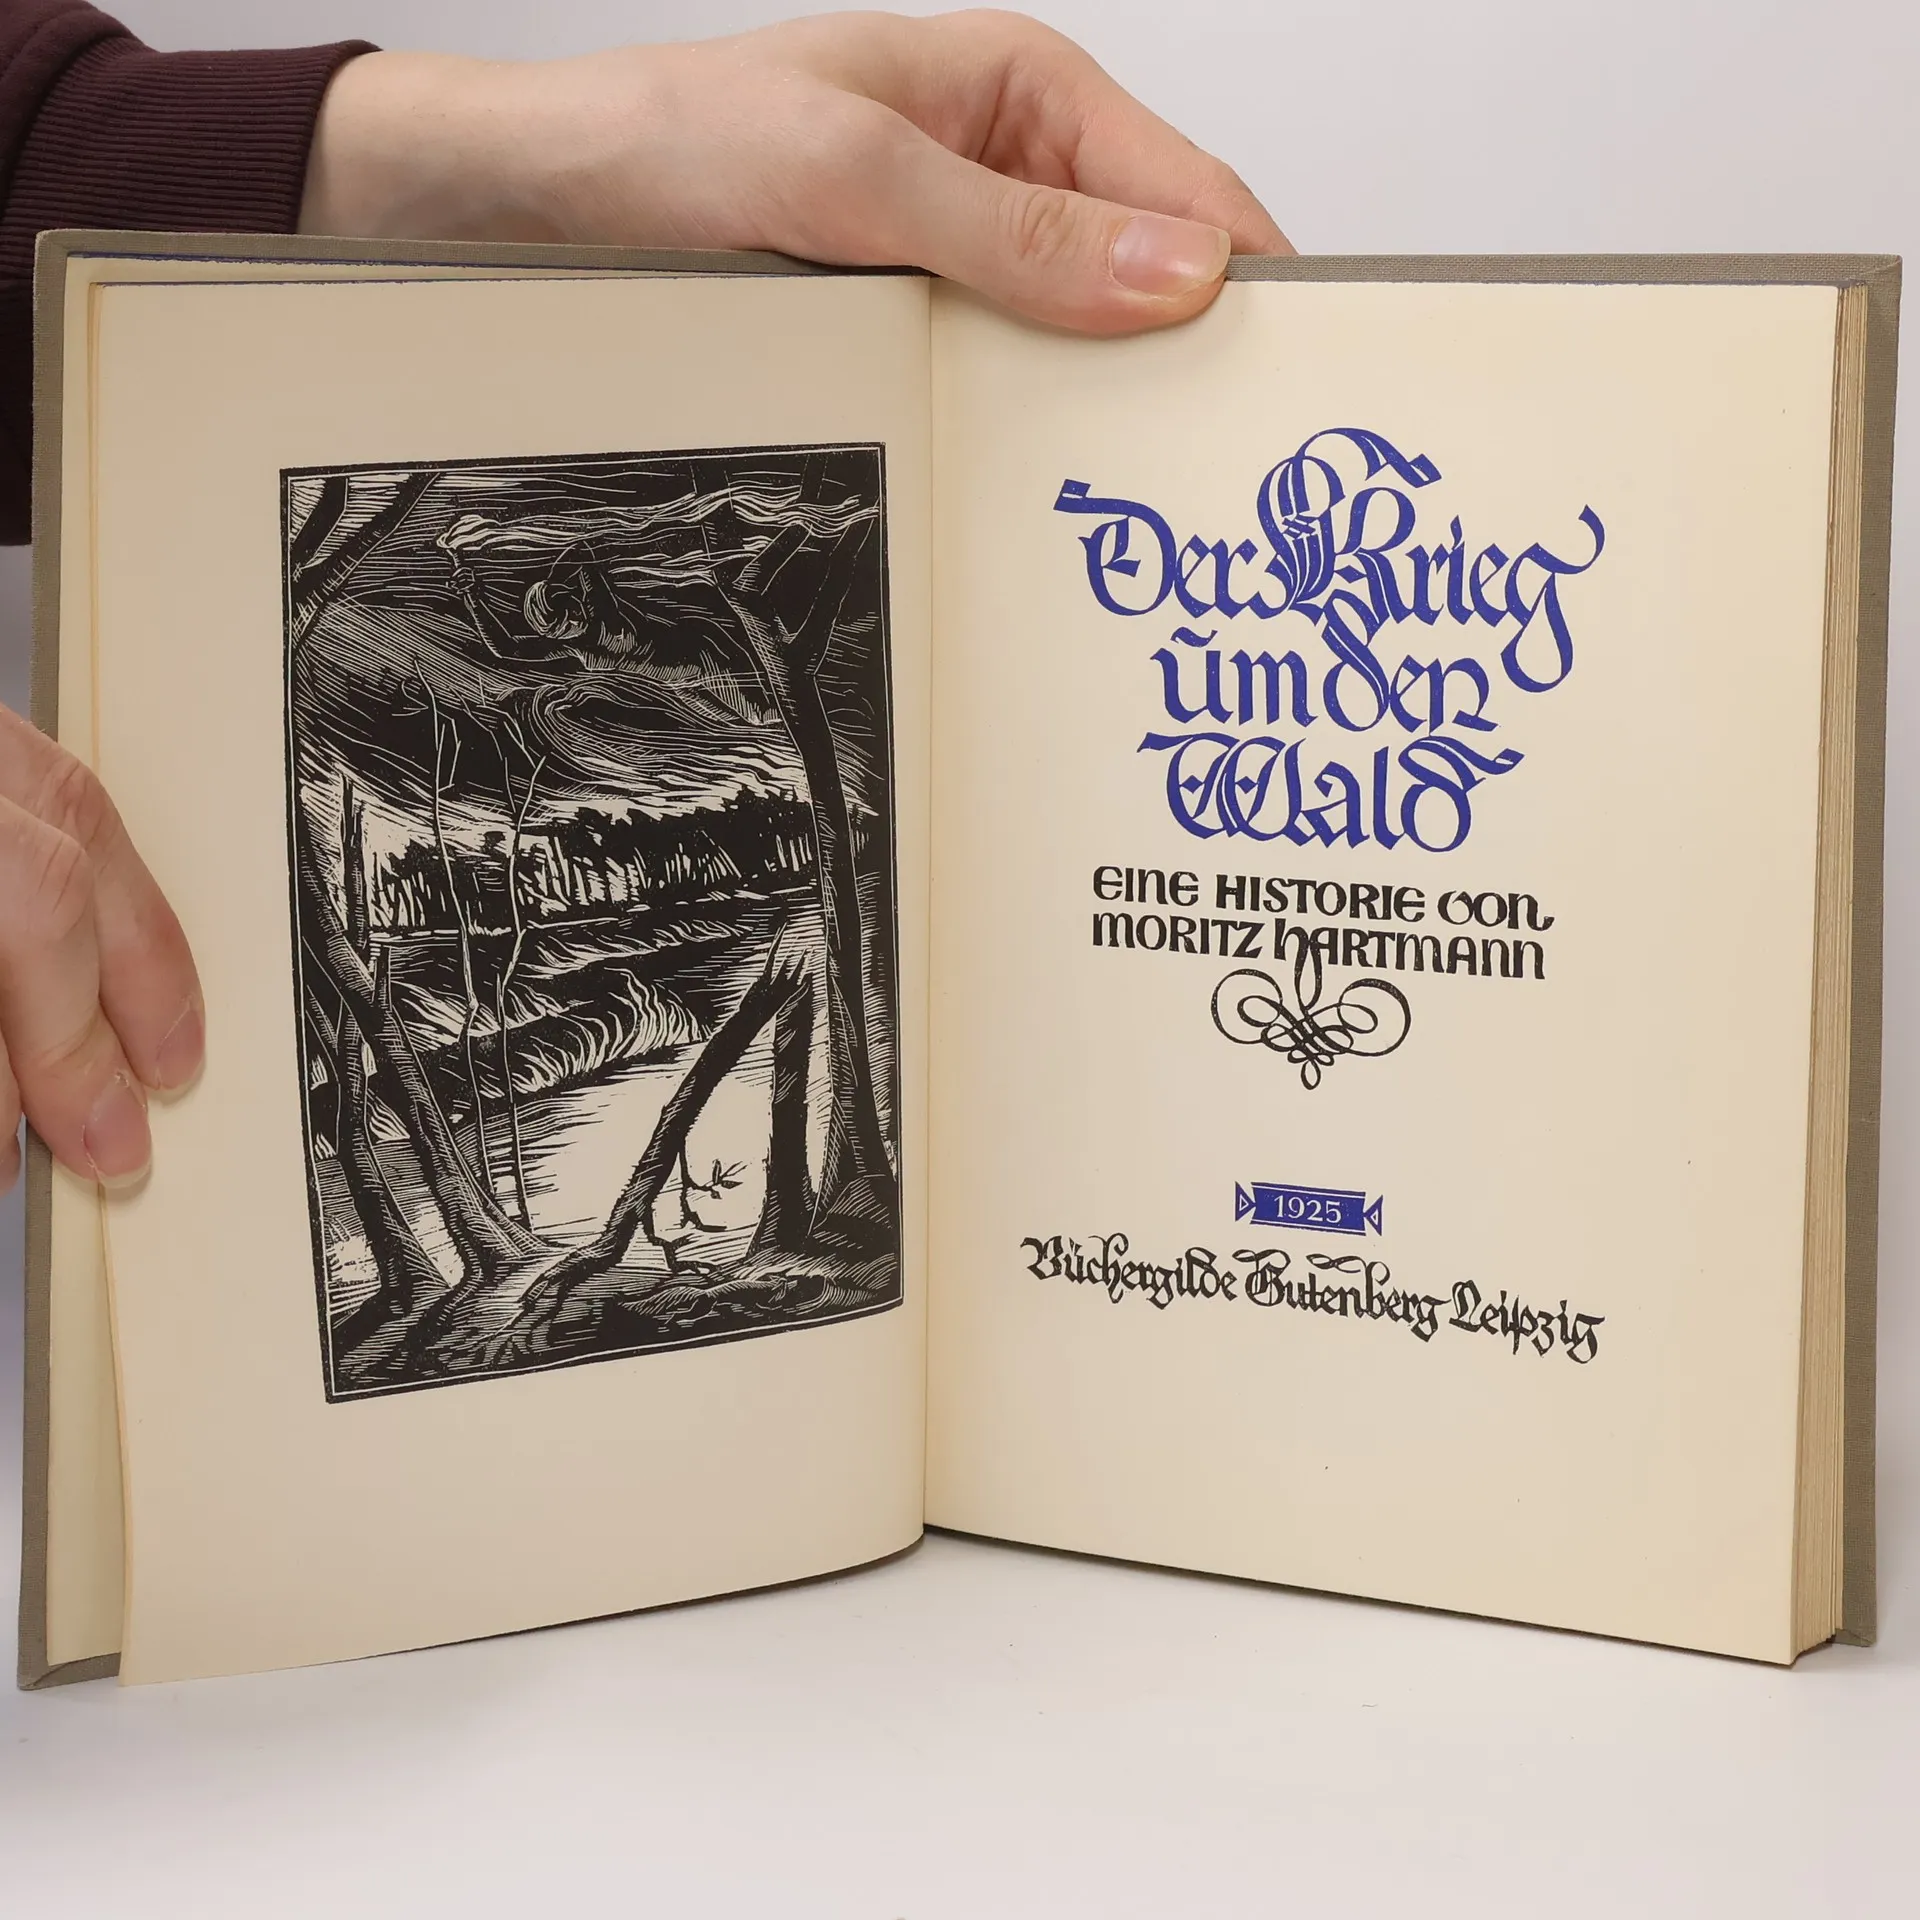 Der Krieg
um den
Wald
EINE HISTORIE VON
MORITZ HARTMANN
1925
Büchergilde Gutenberg Leipzig